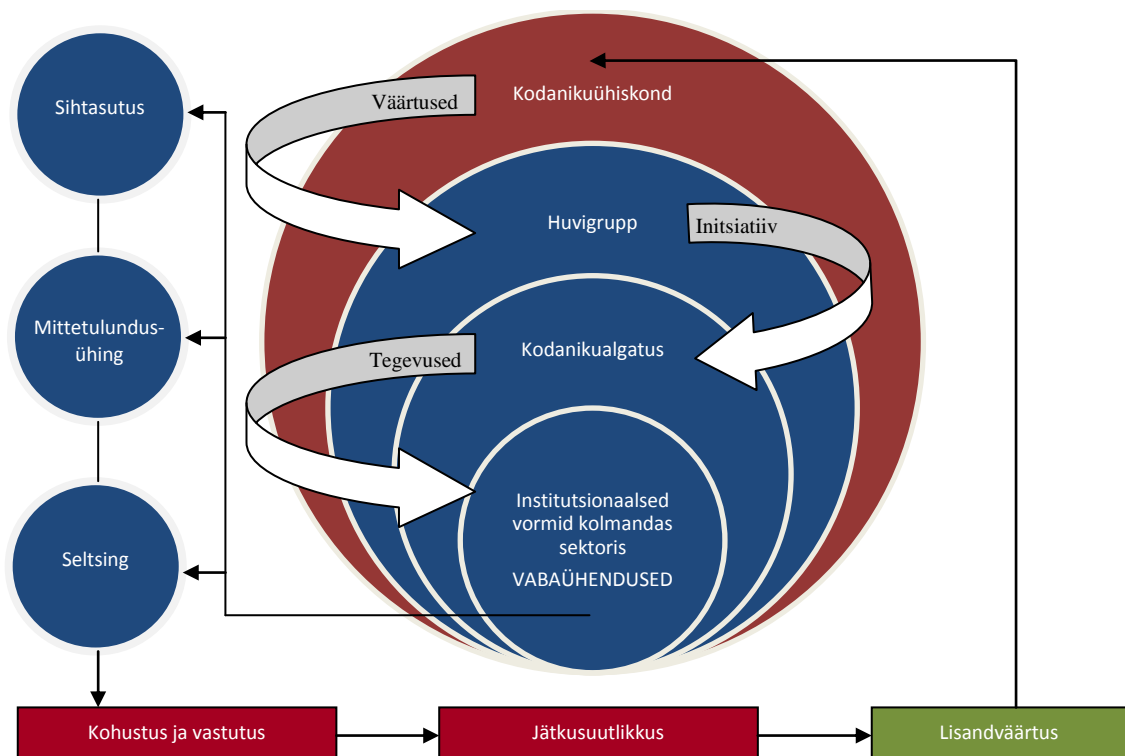 Sihtasutus
Mittetulundus-
ühing
Seltsing
Kodanikuühiskond
Väärtused
Huvigrupp
Initsiatiiv
Kodanikualgatus
Tegevused
Institutsionaalsed
vormid kolmandas
sektoris
VABAÜHENDUSED
Kohustus ja vastutus
Jätkusuutlikkus
Lisandväärtus